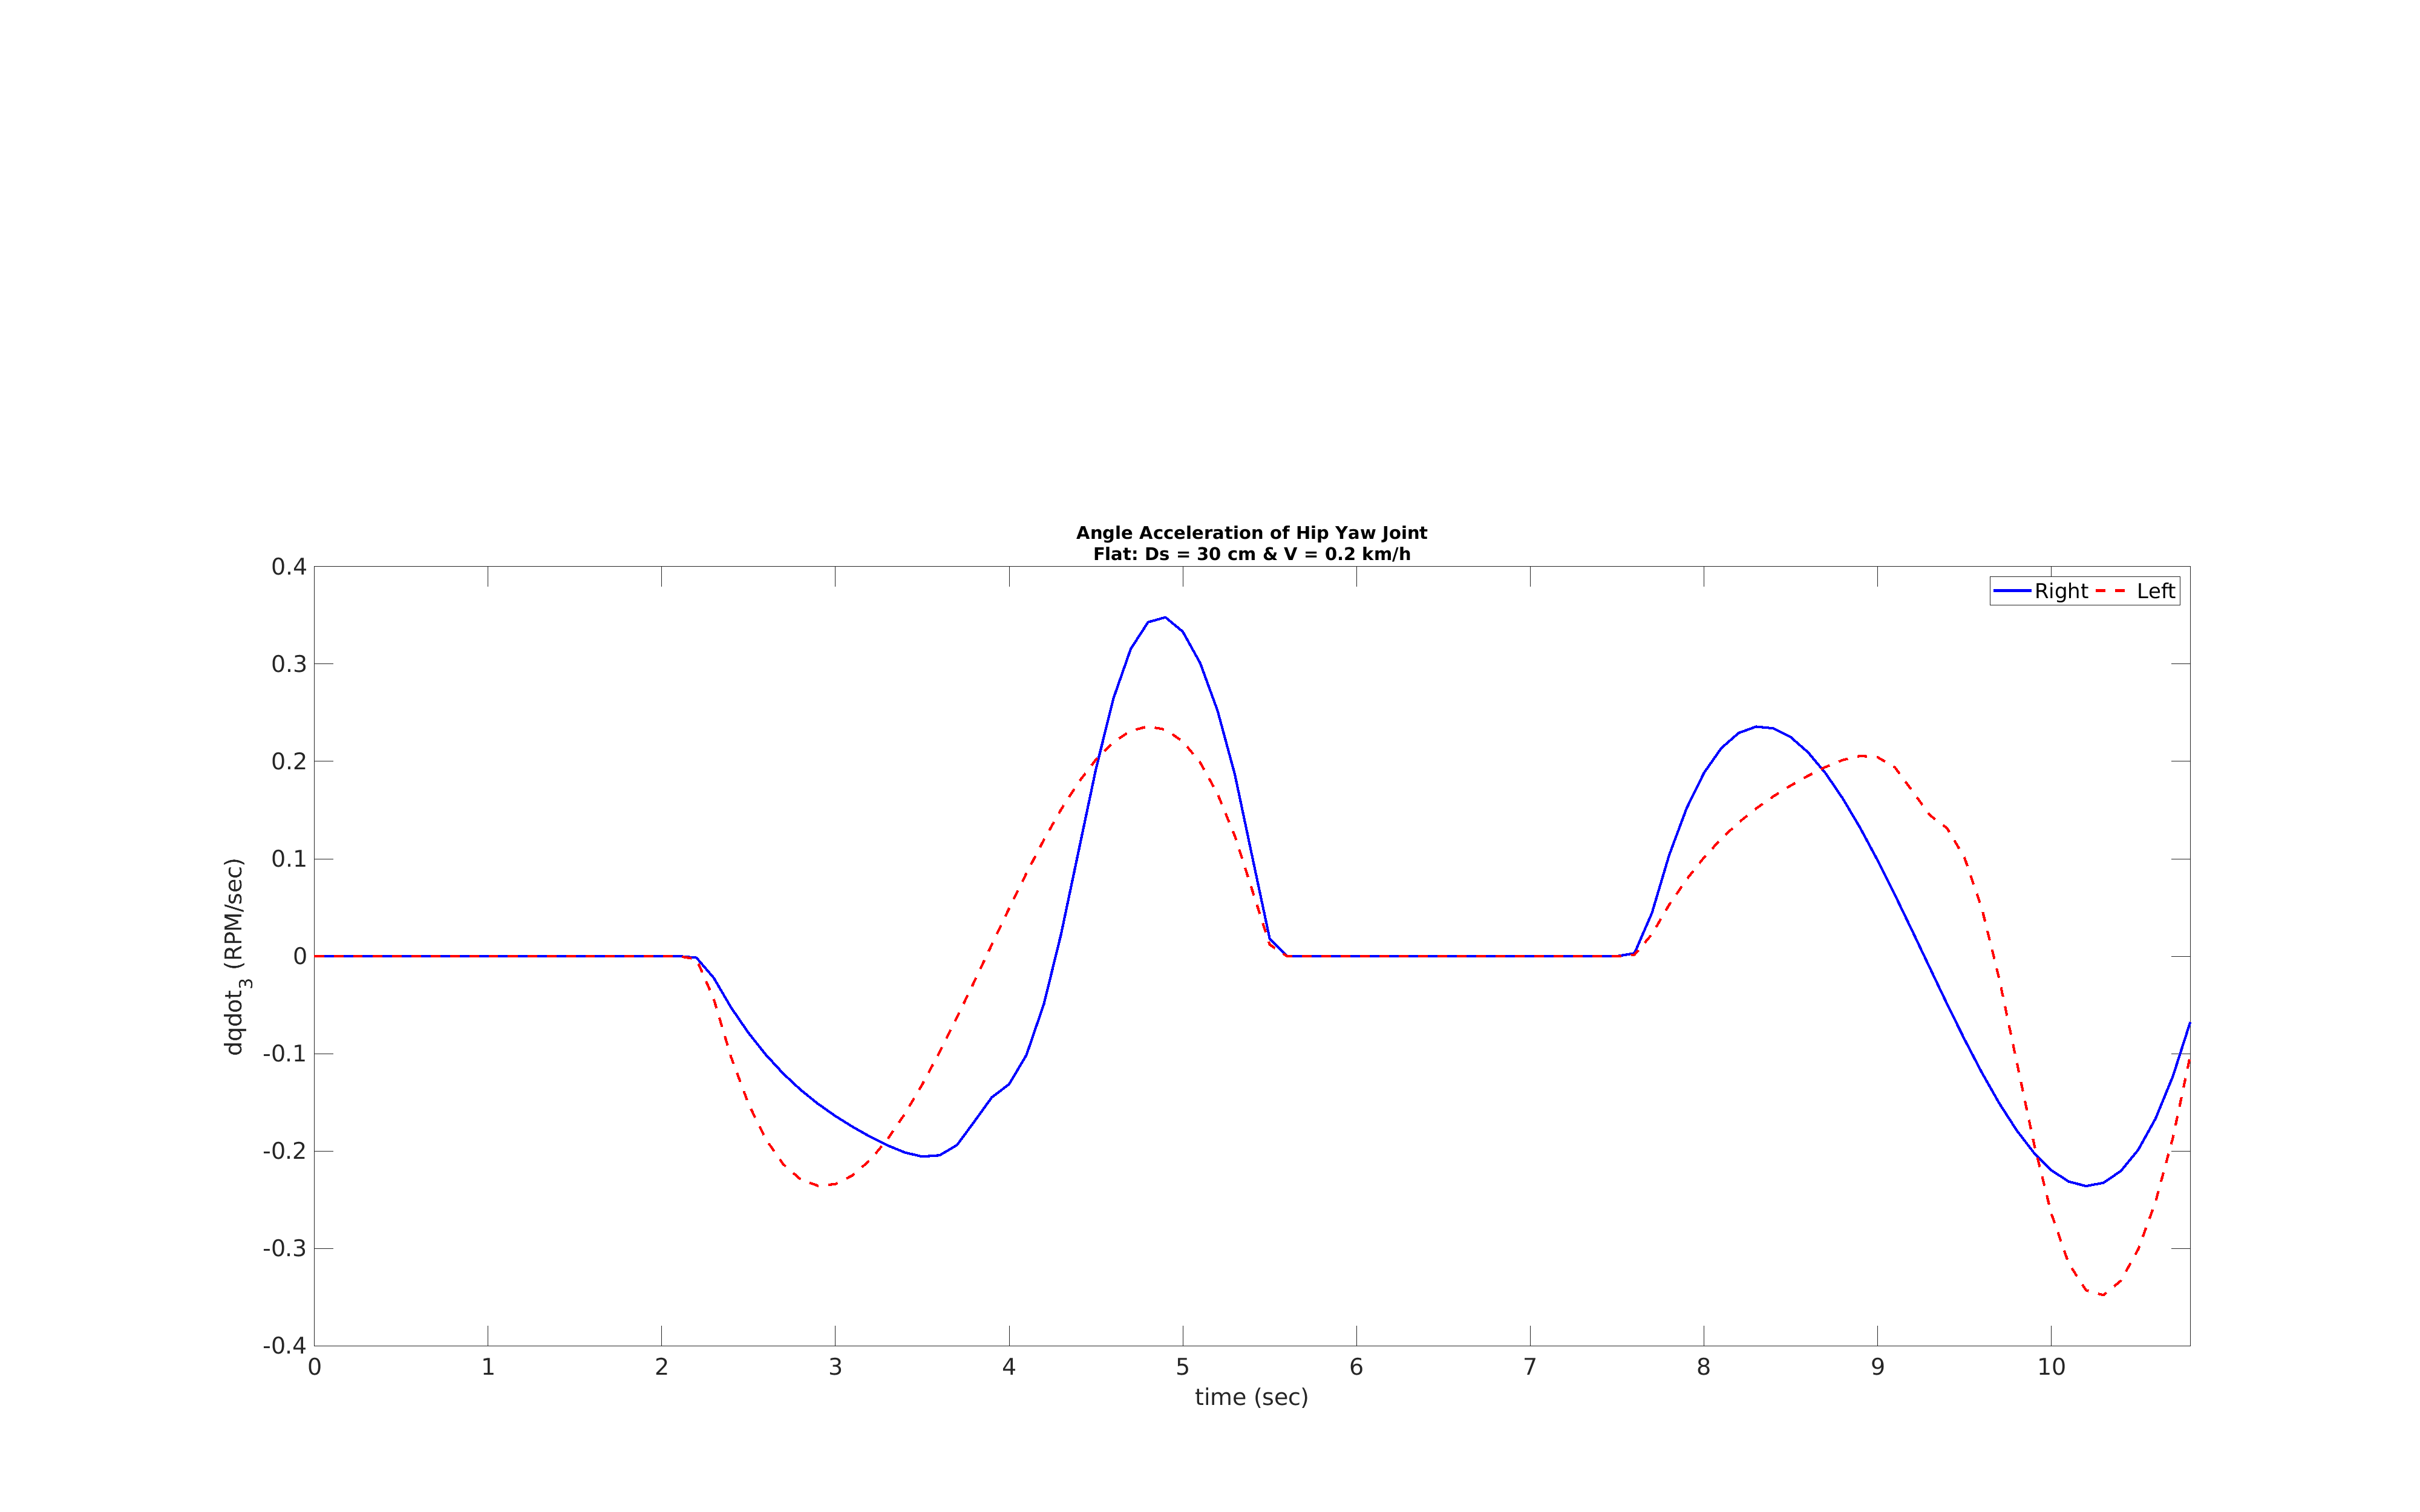 Angle Acceleration of Hip Yaw Joint
Flat: Ds = 30 cm & V = 0.2 km/h
Right Left
0.4
0.3
0.2
0.1
0
-0.1
-0.2
-0.3
-0.4
dqdot3 (RPM/sec)
0 1 2 3 4 5 6 7 8 9 10
time (sec)